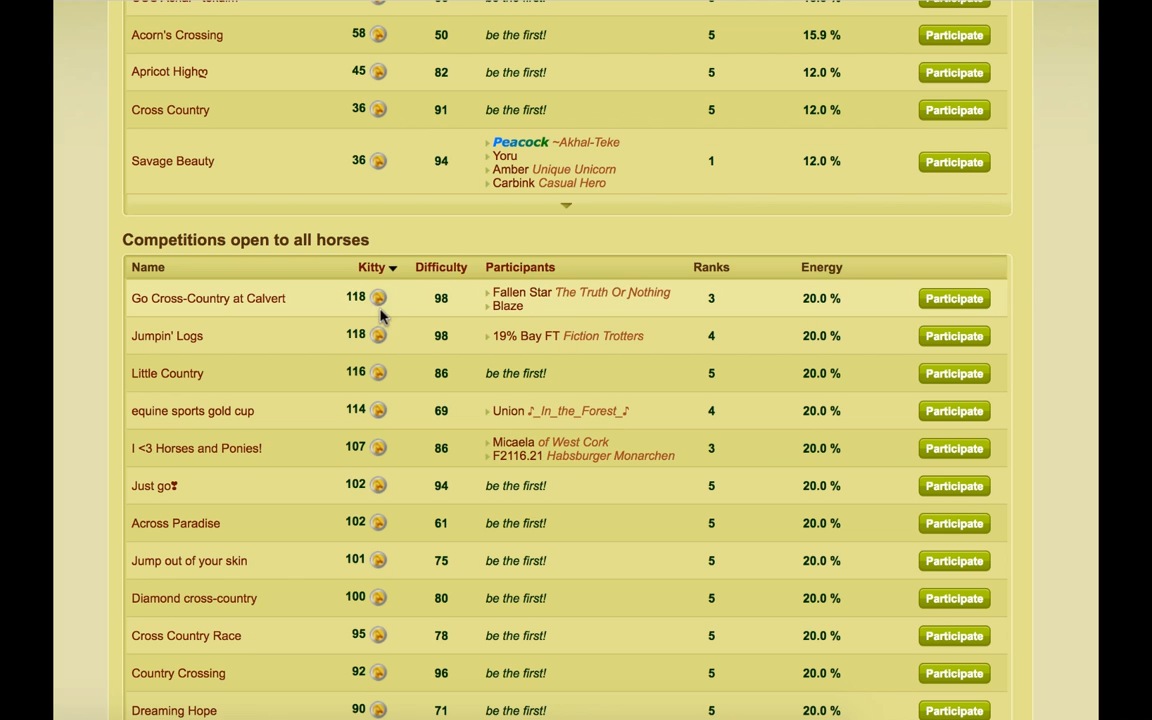 Acorn's Crossing 58 50 be the first! 5 15.9 % Participate
Apricot Highღ 45 82 be the first! 5 12.0 % Participate
Cross Country 36 91 be the first! 5 12.0 % Participate
Savage Beauty 36 94 Peacock ~Akhal-Teke 1 12.0 % Participate
Yoru
Amber Unique Unicorn
Carbink Casual Hero
Competitions open to all horses
Name Kitty Difficulty Participants Ranks Energy
Go Cross-Country at Calvert 118 98 Fallen Star The Truth Or Nothing 3 20.0 % Participate
Blaze
Jumpin' Logs 118 98 19% Bay FT Fiction Trotters 4 20.0 % Participate
Little Country 116 86 be the first! 5 20.0 % Participate
equine sports gold cup 114 69 Union ♪_In_the_Forest_♪ 4 20.0 % Participate
I <3 Horses and Ponies! 107 86 Micaela of West Cork 3 20.0 % Participate
F2116.21 Habsburger Monarchen
Just go❣ 102 94 be the first! 5 20.0 % Participate
Across Paradise 102 61 be the first! 5 20.0 % Participate
Jump out of your skin 101 75 be the first! 5 20.0 % Participate
Diamond cross-country 100 80 be the first! 5 20.0 % Participate
Cross Country Race 95 78 be the first! 5 20.0 % Participate
Country Crossing 92 96 be the first! 5 20.0 % Participate
Dreaming Hope 90 71 be the first! 5 20.0 % Participate